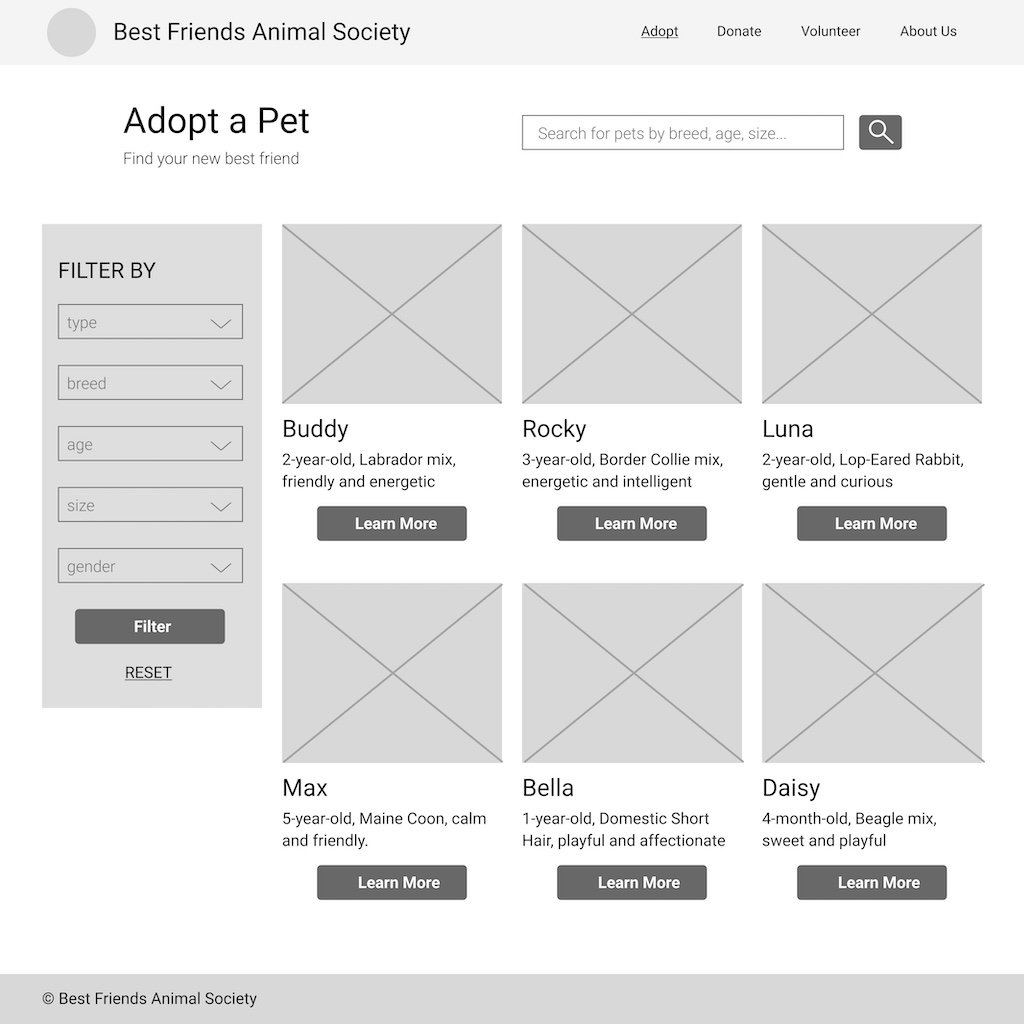 Best Friends Animal Society
Adopt
Donate
Volunteer
About Us
Adopt a Pet
Find your new best friend
Search for pets by breed, age, size...
FILTER BY
type
breed
age
size
gender
Filter
RESET
Buddy
2-year-old, Labrador mix,
friendly and energetic
Learn More
Rocky
3-year-old, Border Collie mix,
energetic and intelligent
Learn More
Luna
2-year-old, Lop-Eared Rabbit,
gentle and curious
Learn More
Max
5-year-old, Maine Coon, calm
and friendly.
Learn More
Bella
1-year-old, Domestic Short
Hair, playful and affectionate
Learn More
Daisy
4-month-old, Beagle mix,
sweet and playful
Learn More
© Best Friends Animal Society